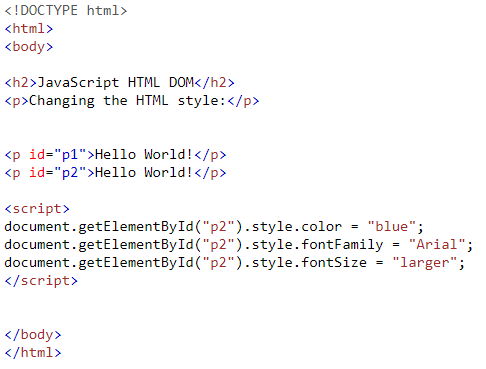 <!DOCTYPE html>
<html>
<body>
<h2>JavaScript HTML DOM</h2>
<p>Changing the HTML style:</p>
<p id="p1">Hello World!</p>
<p id="p2">Hello World!</p>
<script>
document.getElementById("p2").style.color = "blue";
document.getElementById("p2").style.fontFamily = "Arial";
document.getElementById("p2").style.fontSize = "larger";
</script>
</body>
</html>